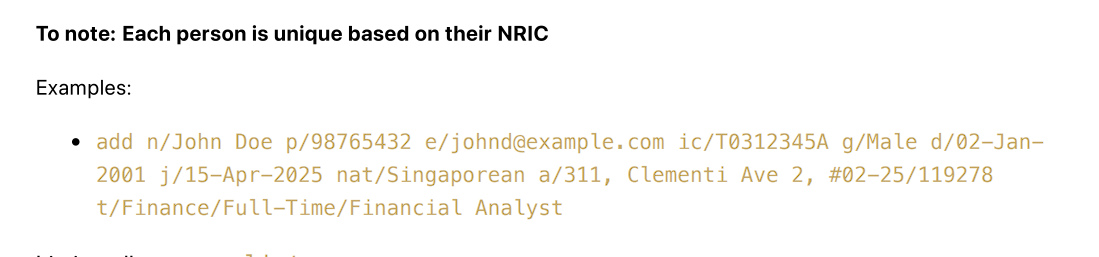 To note: Each person is unique based on their NRIC
Examples:
• add n/John Doe p/98765432 e/johnd@example.com ic/T0312345A g/Male d/02-Jan-
2001 j/15-Apr-2025 nat/Singaporean a/311, Clementi Ave 2, #02-25/119278
t/Finance/Full-Time/Financial Analyst